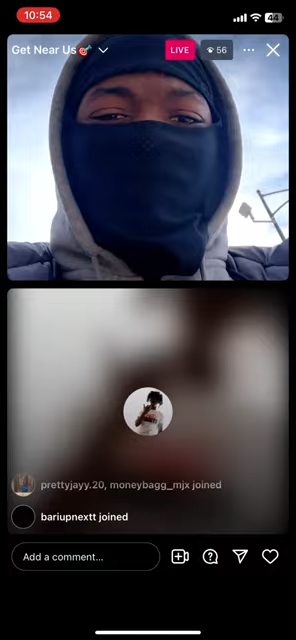 10:54
44
Get Near Us🎯
LIVE
56
prettyjayy.20, moneybagg_mjx joined
bariupnextt joined
Add a comment...